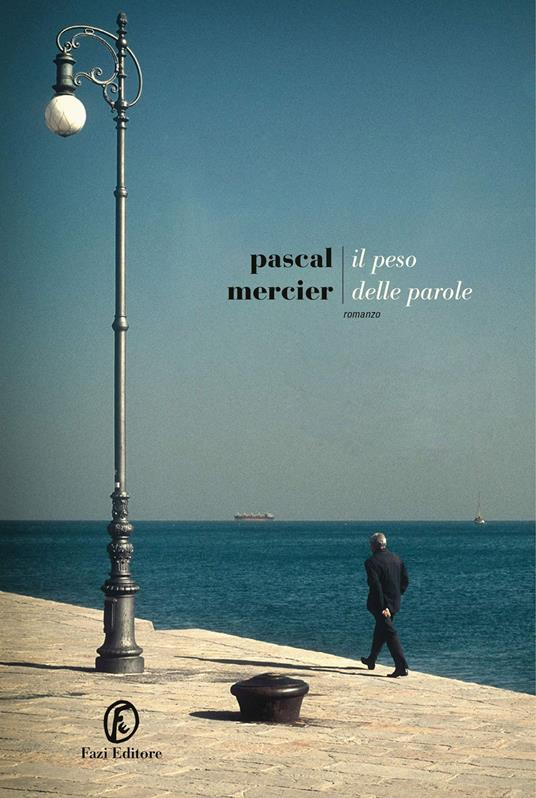 pascal
mercier
il peso
delle parole
romanzo
Fazi Editore